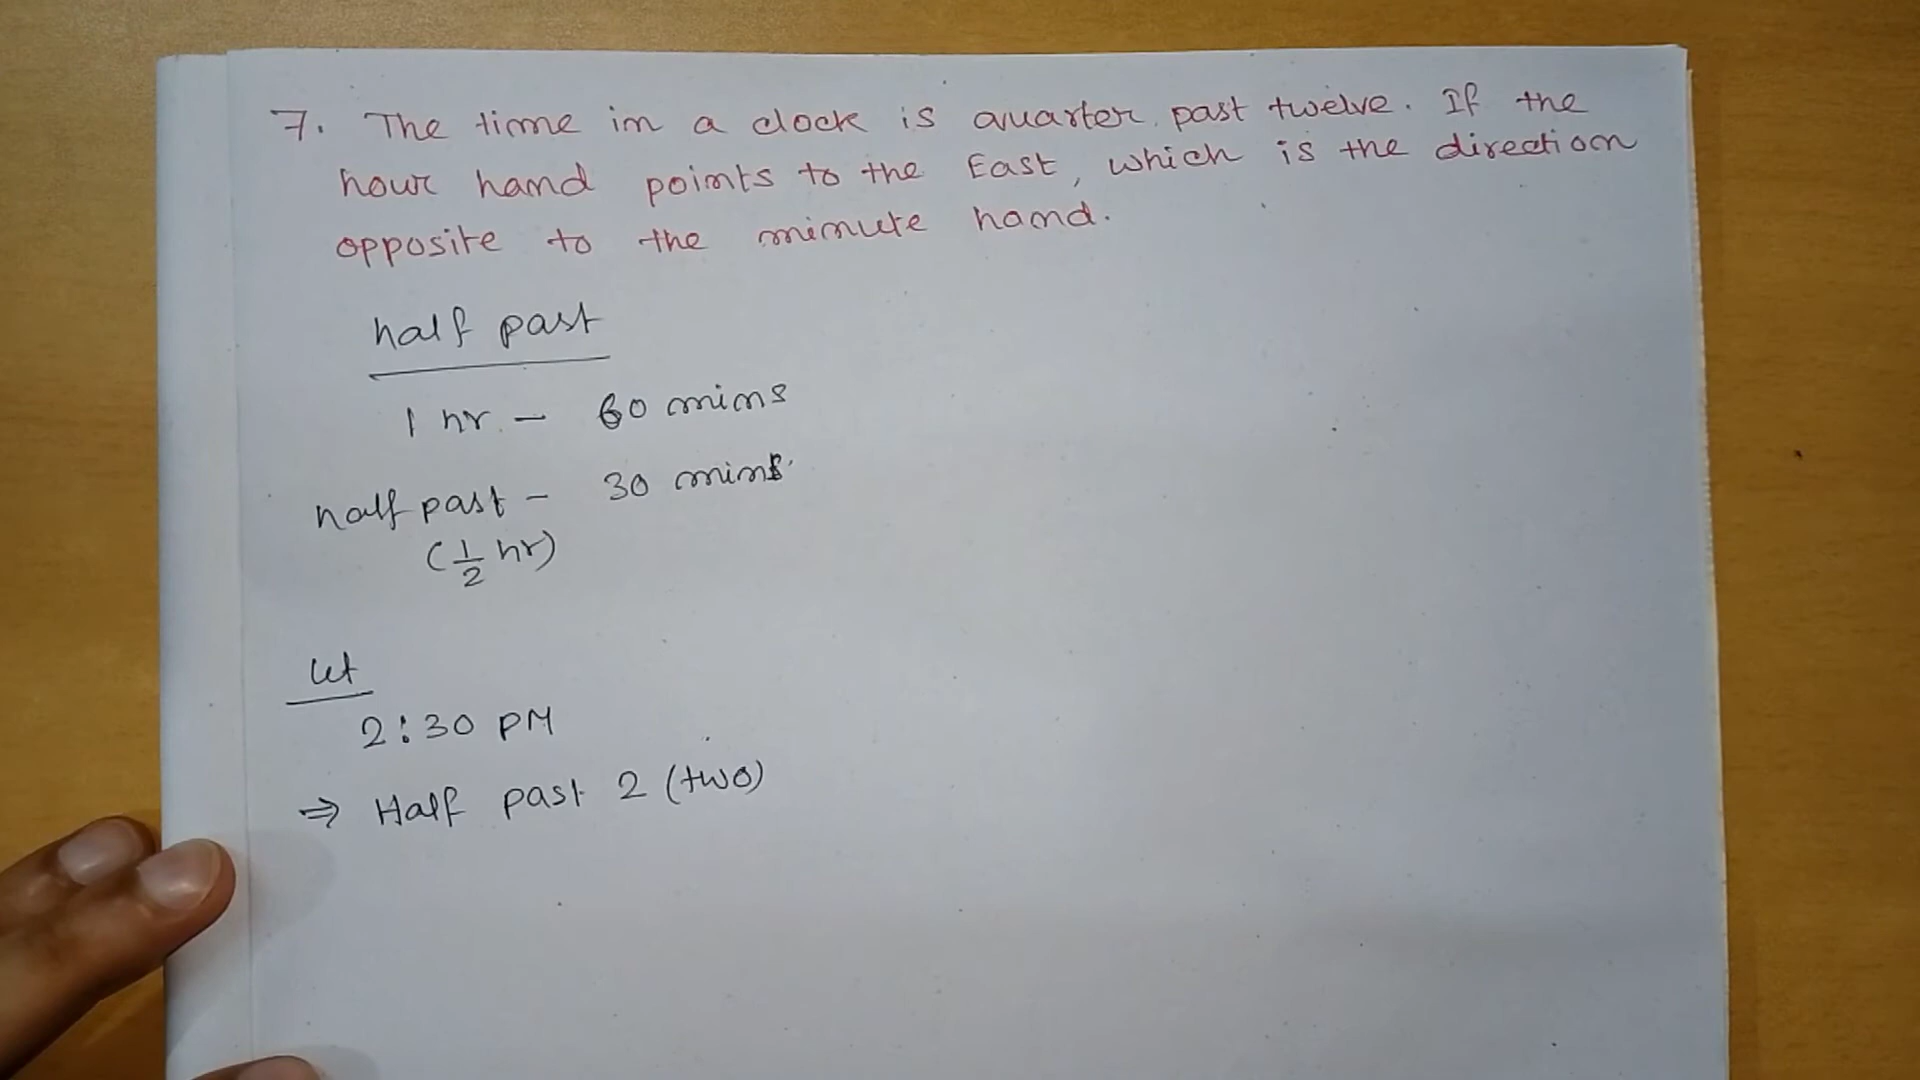 7. The time in a clock is quarter past twelve. If the
hour hand points to the East, which is the direction
opposite to the minute hand.
half past
1 hr. - 60 mins
half past - 30 mins.
(1/2 hr)
Let
2:30 PM
⇒ Half past 2 (two)